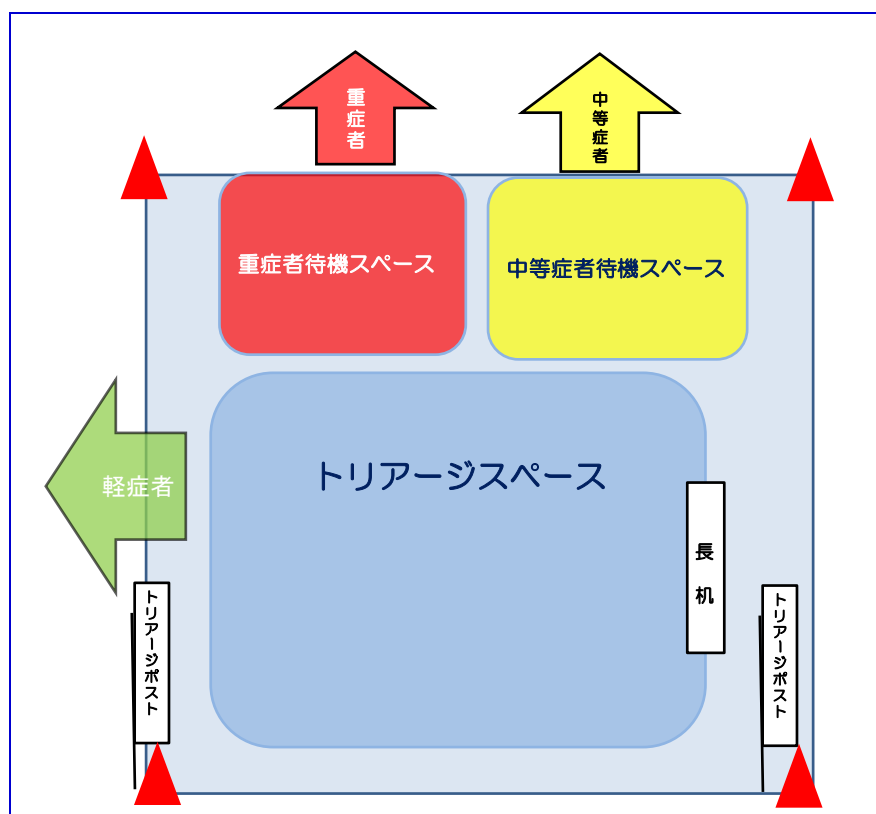 重症者
中等症者
重症者待機スペース
中等症者待機スペース
トリアージスペース
軽症者
長机
トリアージポスト
トリアージポスト